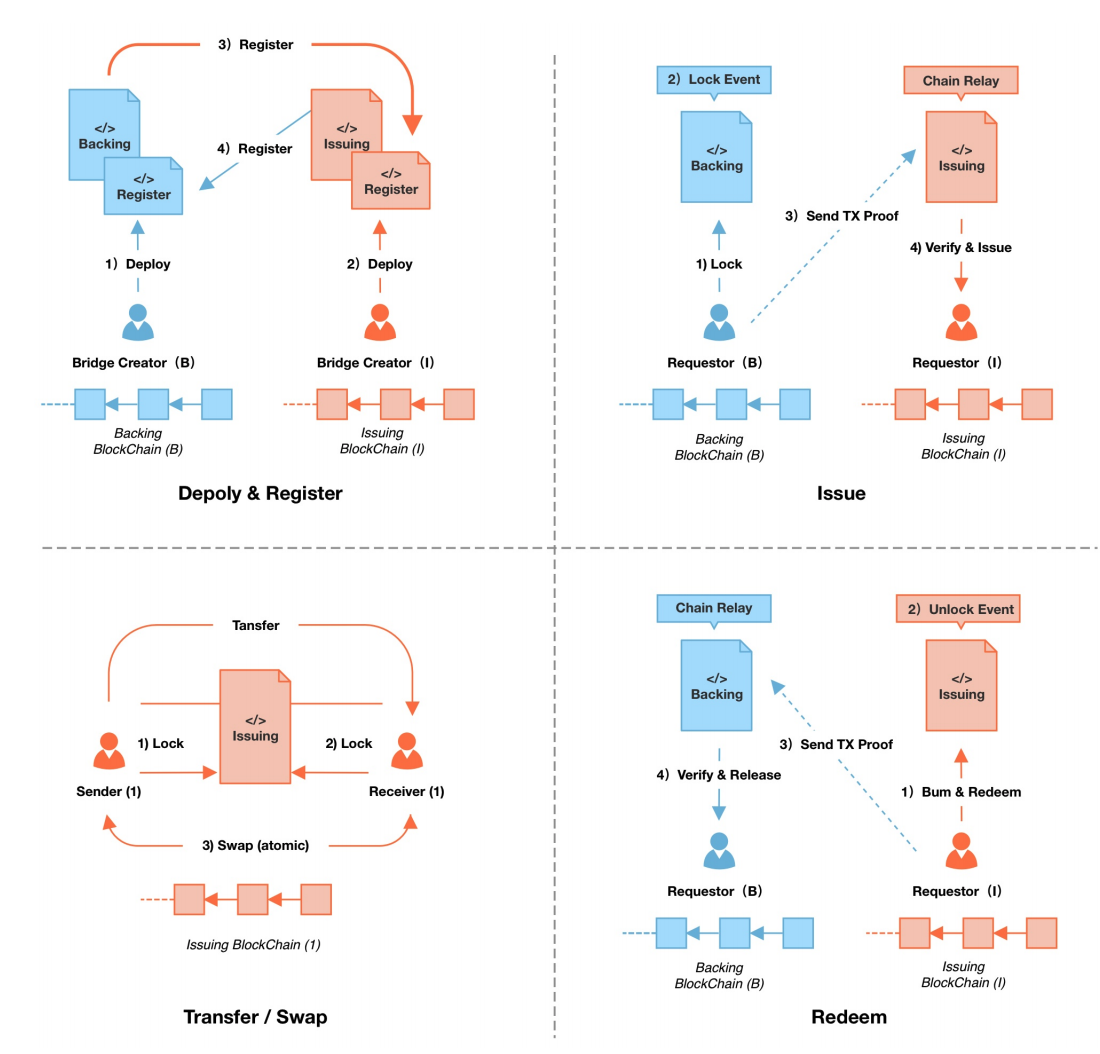 3）Register
</>
Backing
</>
Register
4）Register
</>
Issuing
</>
Register
1）Deploy
2）Deploy
Bridge Creator（B）
Bridge Creator（I）
Backing
BlockChain (B)
Issuing
BlockChain (I)
Depoly & Register
2）Lock Event
Chain Relay
</>
Backing
</>
Issuing
3）Send TX Proof
1) Lock
4) Verify & Issue
Requestor（B）
Requestor（I）
Backing
BlockChain (B)
Issuing
BlockChain (I)
Issue
Tansfer
</>
Issuing
1) Lock
2) Lock
Sender (1)
Receiver (1)
3) Swap (atomic)
Issuing BlockChain (1)
Transfer / Swap
Chain Relay
2）Unlock Event
</>
Backing
</>
Issuing
3）Send TX Proof
4）Verify & Release
1）Bum & Redeem
Requestor（B）
Requestor（I）
Backing
BlockChain (B)
Issuing
BlockChain (I)
Redeem